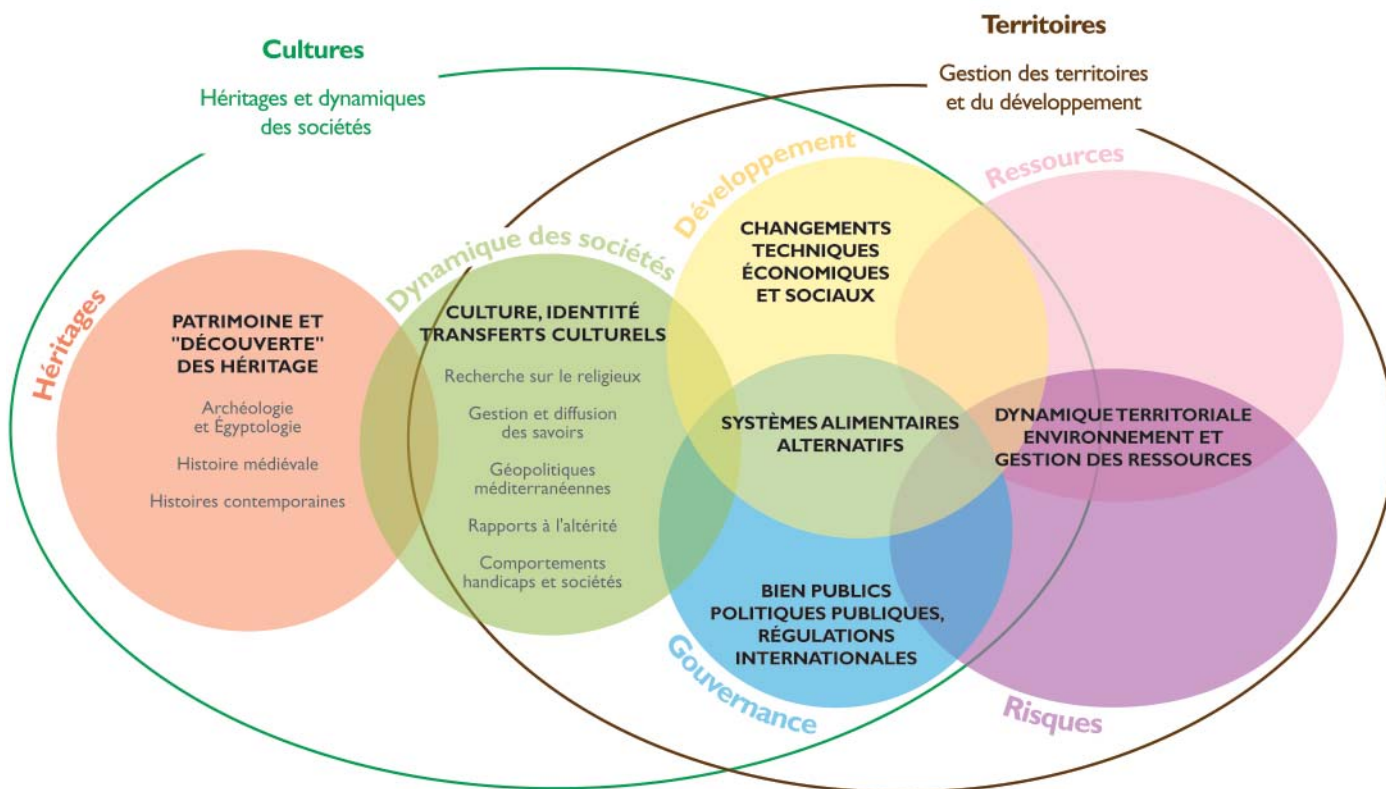 Cultures
Héritages et dynamiques
des sociétés
Territoires
Gestion des territoires
et du développement
Héritages
PATRIMOINE ET
"DÉCOUVERTE"
DES HÉRITAGE
Archéologie
et Égyptologie
Histoire médiévale
Histoires contemporaines
Dynamique des sociétés
CULTURE, IDENTITÉ
TRANSFERTS CULTURELS
Recherche sur le religieux
Gestion et diffusion
des savoirs
Géopolitiques
méditerranéennes
Rapports à l'altérité
Comportements
handicaps et sociétés
Développement
CHANGEMENTS
TECHNIQUES
ÉCONOMIQUES
ET SOCIAUX
SYSTÈMES ALIMENTAIRES
ALTERNATIFS
BIEN PUBLICS
POLITIQUES PUBLIQUES,
RÉGULATIONS
INTERNATIONALES
Gouvernance
Ressources
DYNAMIQUE TERRITORIALE
ENVIRONNEMENT ET
GESTION DES RESSOURCES
Risques